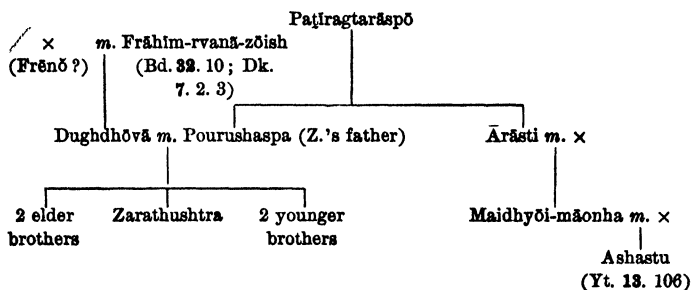 Paṭīragtarāspō
× m. Frāhīm-rvanā-zōish
(Frēnō ?) (Bd. 32. 10 ; Dk.
7. 2. 3)
Dughdhōvā m. Pourushaspa (Z.'s father) Ārāsti m. ×
2 elder Zarathushtra 2 younger Maidhyōi-māonha m. ×
brothers brothers
Ashastu
(Yt. 13. 106)